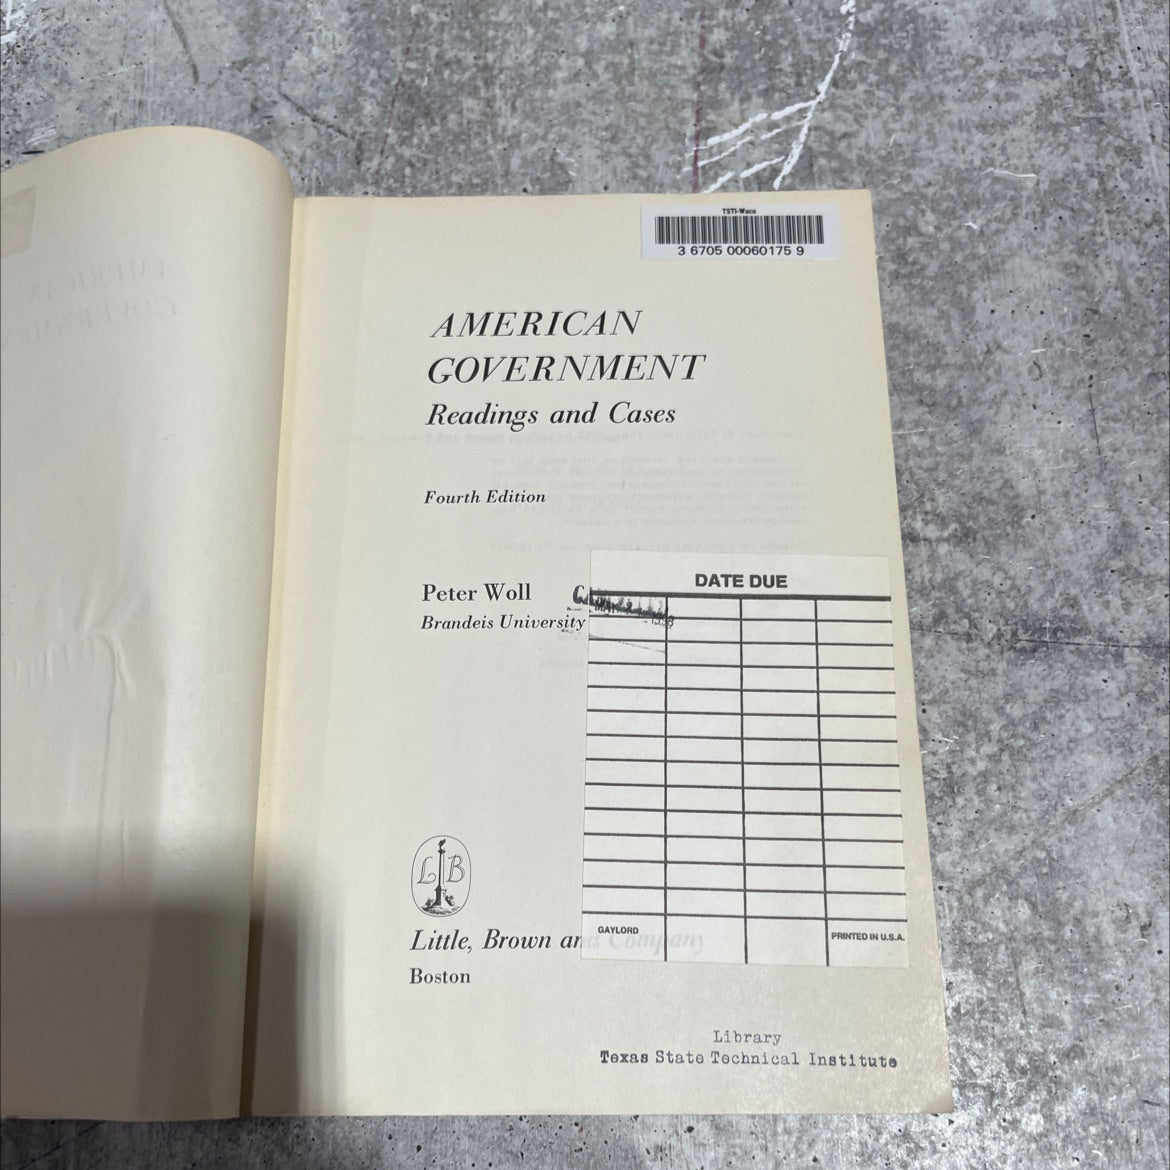 TSTI-Waco
3 6705 00060175 9
AMERICAN
GOVERNMENT
Readings and Cases
Fourth Edition
Peter Woll
Brandeis University
DATE DUE
L B
Little, Brown and Company
Boston
GAYLORD
PRINTED IN U.S.A.
Library
Texas State Technical Institute